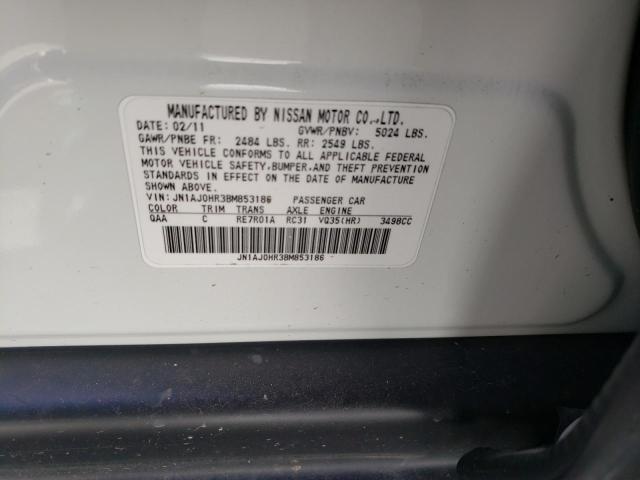 MANUFACTURED BY NISSAN MOTOR CO.,LTD.
DATE: 02/11 GVWR/PNBV: 5024 LBS.
GAWR/PNBE FR: 2484 LBS. RR: 2549 LBS.
THIS VEHICLE CONFORMS TO ALL APPLICABLE FEDERAL
MOTOR VEHICLE SAFETY,BUMPER,AND THEFT PREVENTION
STANDARDS IN EFFECT ON THE DATE OF MANUFACTURE
SHOWN ABOVE.
VIN: JN1AJ0HR3BM853186 PASSENGER CAR
COLOR TRIM TRANS AXLE ENGINE
QAA C RE7R01A RC31 VQ35(HR) 3498CC
JN1AJ0HR3BM853186